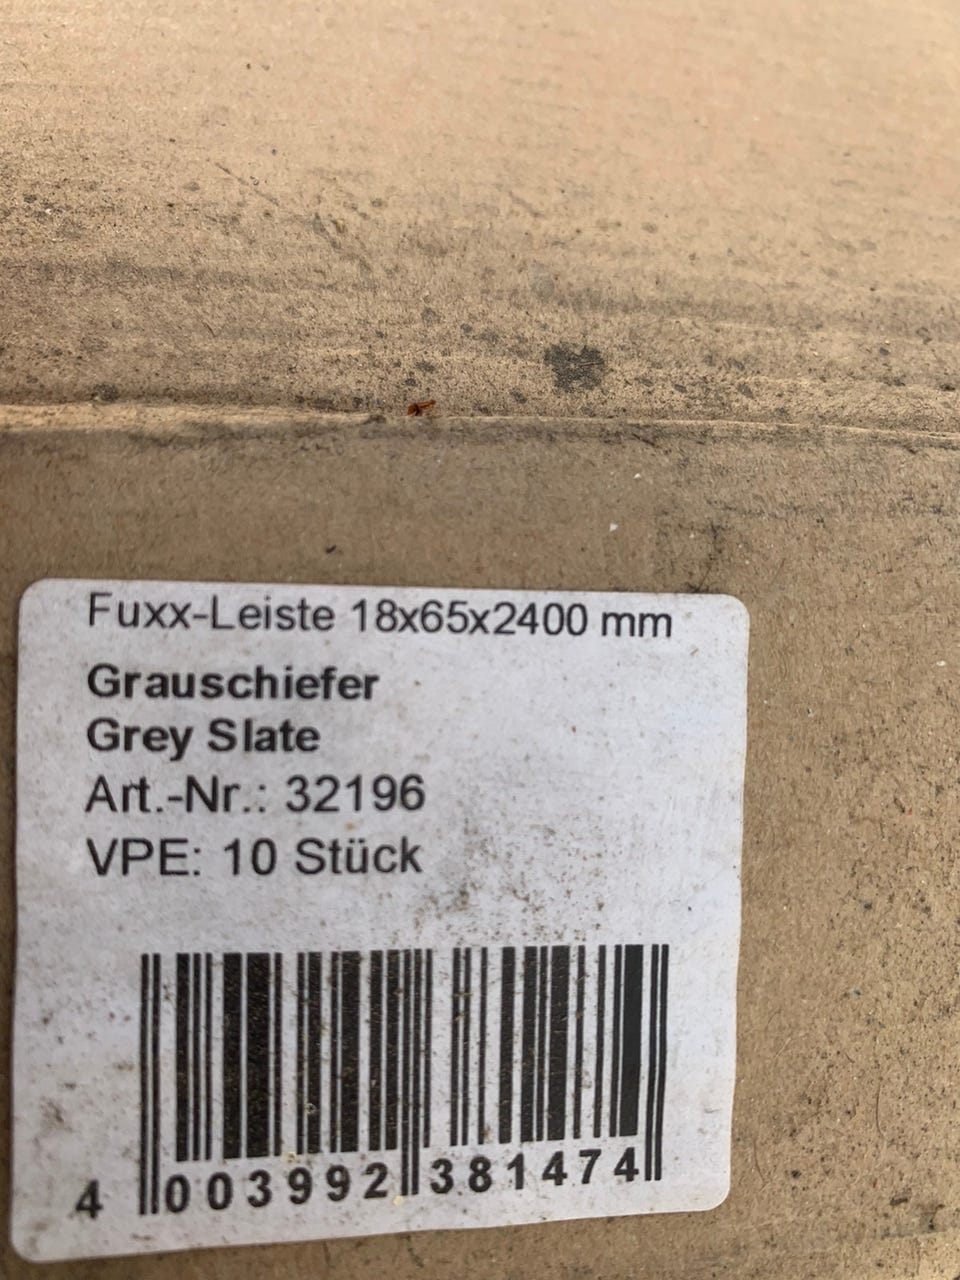 Fuxx-Leiste 18x65x2400 mm
Grauschiefer
Grey Slate
Art.-Nr.: 32196
VPE: 10 Stück
4 003992 381474